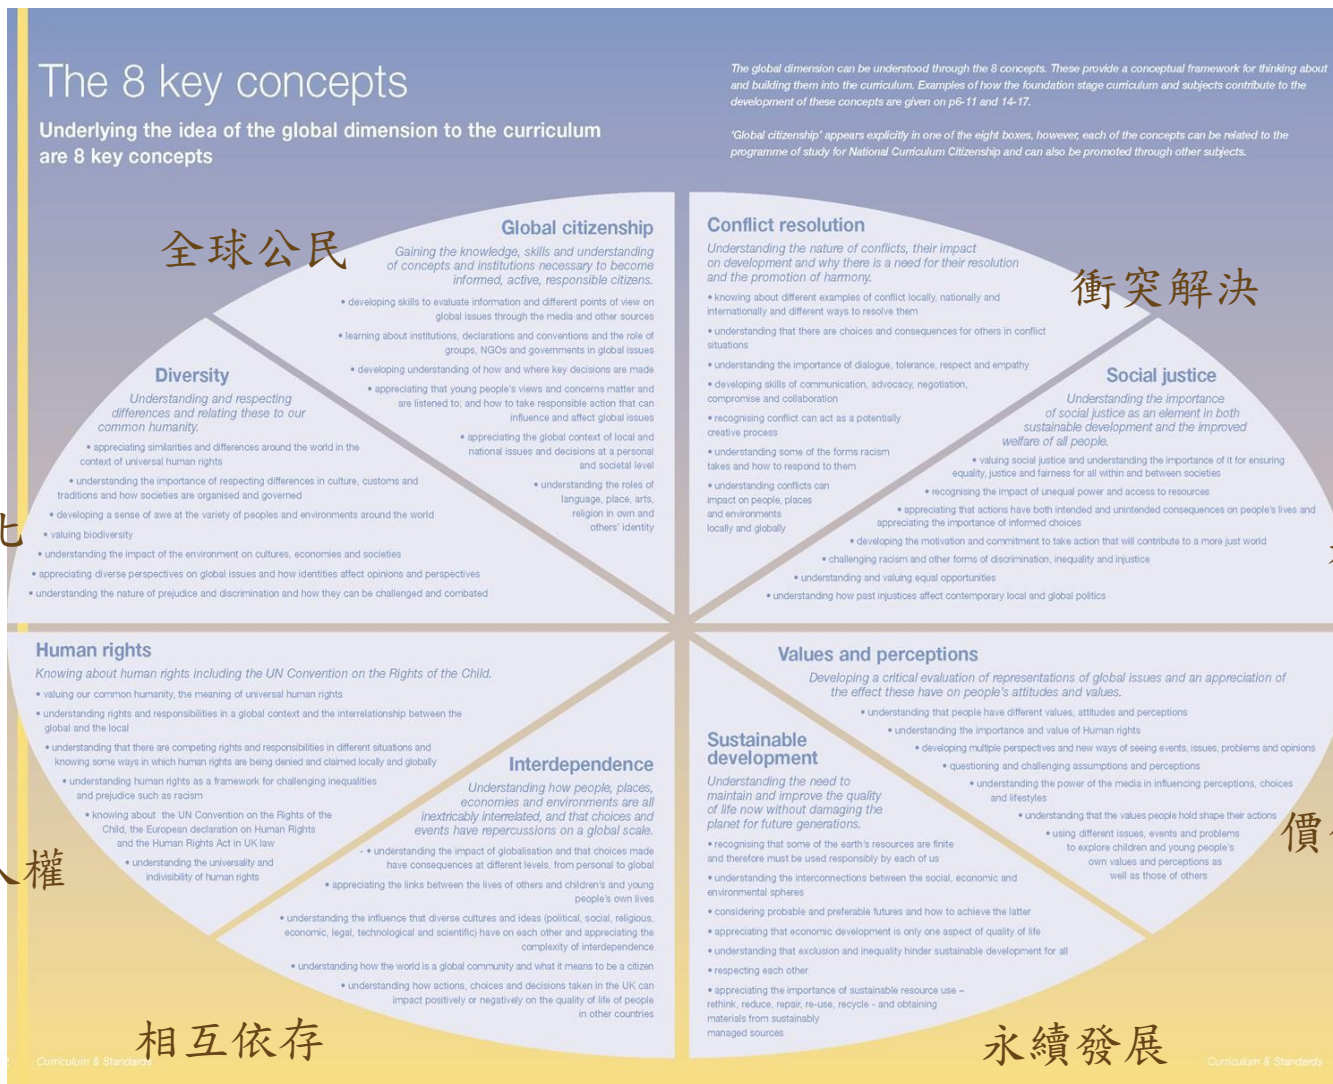 The 8 key concepts
Underlying the idea of the global dimension to the curriculum
are 8 key concepts
The global dimension can be understood through the 8 concepts. These provide a conceptual framework for thinking about
and building them into the curriculum. Examples of how the foundation stage curriculum and subjects contribute to the
development of these concepts are given on p6-11 and 14-17.
'Global citizenship' appears explicitly in one of the eight boxes, however, each of the concepts can be related to the
programme of study for National Curriculum Citizenship and can also be promoted through other subjects.
全球公民
Global citizenship
Gaining the knowledge, skills and understanding
of concepts and institutions necessary to become
informed, active, responsible citizens.
• developing skills to evaluate information and different points of view on
global issues through the media and other sources
• learning about institutions, declarations and conventions and the role of
groups, NGOs and governments in global issues
• developing understanding of how and where key decisions are made
• appreciating that young people's views and concerns matter and
are listened to; and how to take responsible action that can
influence and affect global issues
• appreciating the global context of local and
national issues and decisions at a personal
and societal level
• understanding the roles of
language, place, arts,
religion in own and
others' identity
Conflict resolution
Understanding the nature of conflicts, their impact
on development and why there is a need for their resolution
and the promotion of harmony.
• knowing about different examples of conflict locally, nationally and
internationally and different ways to resolve them
• understanding that there are choices and consequences for others in conflict
situations
• understanding the importance of dialogue, tolerance, respect and empathy
• developing skills of communication, advocacy, negotiation,
compromise and collaboration
• recognising conflict can act as a potentially
creative process
• understanding some of the forms racism
takes and how to respond to them
• understanding conflicts can
impact on people, places
and environments
locally and globally
衝突解決
Diversity
Understanding and respecting
differences and relating these to our
common humanity.
• appreciating similarities and differences around the world in the
context of universal human rights
• understanding the importance of respecting differences in culture, customs and
traditions and how societies are organised and governed
• developing a sense of awe at the variety of peoples and environments around the world
• valuing biodiversity
• understanding the impact of the environment on cultures, economies and societies
• appreciating diverse perspectives on global issues and how identities affect opinions and perspectives
• understanding the nature of prejudice and discrimination and how they can be challenged and combated
Social justice
Understanding the importance
of social justice as an element in both
sustainable development and the improved
welfare of all people.
• valuing social justice and understanding the importance of it for ensuring
equality, justice and fairness for all within and between societies
• recognising the impact of unequal power and access to resources
• appreciating that actions have both intended and unintended consequences on people's lives and
appreciating the importance of informed choices
• developing the motivation and commitment to take action that will contribute to a more just world
• challenging racism and other forms of discrimination, inequality and injustice
• understanding and valuing equal opportunities
• understanding how past injustices affect contemporary local and global politics
Human rights
Knowing about human rights including the UN Convention on the Rights of the Child.
• valuing our common humanity, the meaning of universal human rights
• understanding rights and responsibilities in a global context and the interrelationship between the
global and the local
• understanding that there are competing rights and responsibilities in different situations and
knowing some ways in which human rights are being denied and claimed locally and globally
• understanding human rights as a framework for challenging inequalities
and prejudice such as racism
• knowing about the UN Convention on the Rights of the
Child, the European declaration on Human Rights
and the Human Rights Act in UK law
• understanding the universality and
indivisibility of human rights
人權
Interdependence
Understanding how people, places,
economies and environments are all
inextricably interrelated, and that choices and
events have repercussions on a global scale.
- • understanding the impact of globalisation and that choices made
have consequences at different levels, from personal to global
• appreciating the links between the lives of others and children's and young
people's own lives
• understanding the influence that diverse cultures and ideas (political, social, religious,
economic, legal, technological and scientific) have on each other and appreciating the
complexity of interdependence
• understanding how the world is a global community and what it means to be a citizen
• understanding how actions, choices and decisions taken in the UK can
impact positively or negatively on the quality of life of people
in other countries
相互依存
Values and perceptions
Developing a critical evaluation of representations of global issues and an appreciation of
the effect these have on people's attitudes and values.
• understanding that people have different values, attitudes and perceptions
• understanding the importance and value of Human rights
• developing multiple perspectives and new ways of seeing events, issues, problems and opinions
• questioning and challenging assumptions and perceptions
• understanding the power of the media in influencing perceptions, choices
and lifestyles
• understanding that the values people hold shape their actions
• using different issues, events and problems
to explore children and young people's
own values and perceptions as
well as those of others
Sustainable
development
Understanding the need to
maintain and improve the quality
of life now without damaging the
planet for future generations.
• recognising that some of the earth's resources are finite
and therefore must be used responsibly by each of us
• understanding the interconnections between the social, economic and
environmental spheres
• considering probable and preferable futures and how to achieve the latter
• appreciating that economic development is only one aspect of quality of life
• understanding that exclusion and inequality hinder sustainable development for all
• respecting each other
• appreciating the importance of sustainable resource use –
rethink, reduce, repair, re-use, recycle - and obtaining
materials from sustainably
managed sources
永續發展
Curriculum & Standards
Curriculum & Standards